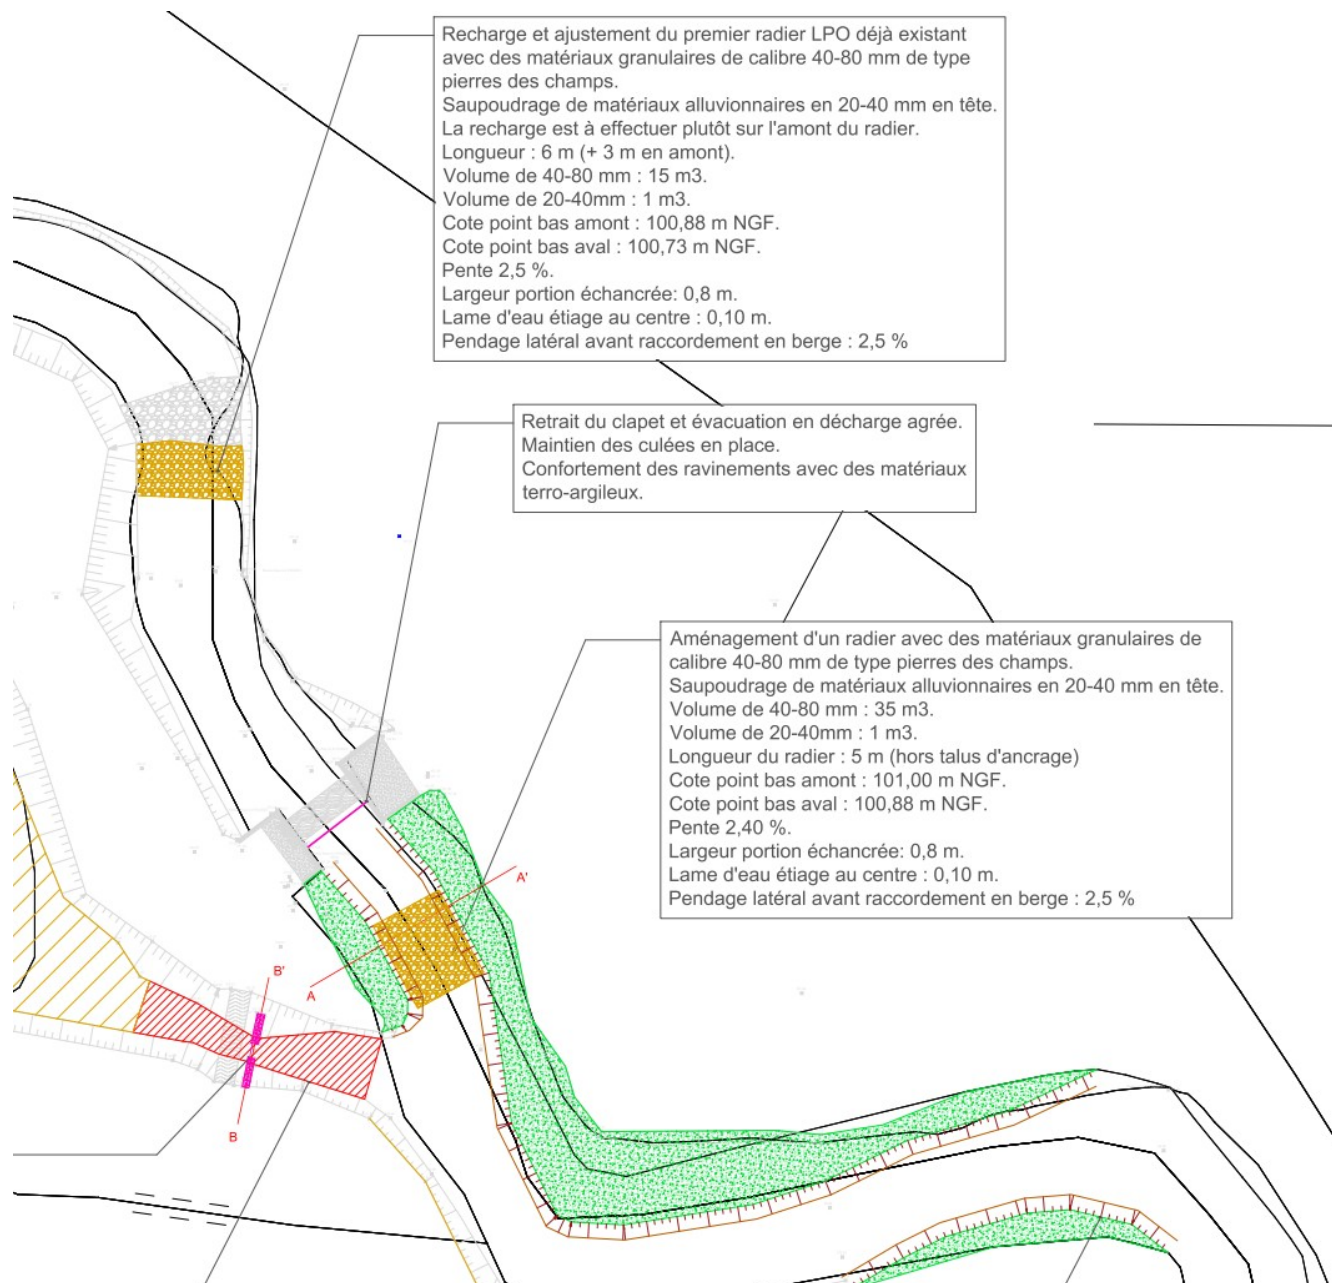 Recharge et ajustement du premier radier LPO déjà existant
avec des matériaux granulaires de calibre 40-80 mm de type
pierres des champs.
Saupoudrage de matériaux alluvionnaires en 20-40 mm en tête.
La recharge est à effectuer plutôt sur l'amont du radier.
Longueur : 6 m (+ 3 m en amont).
Volume de 40-80 mm : 15 m3.
Volume de 20-40mm : 1 m3.
Cote point bas amont : 100,88 m NGF.
Cote point bas aval : 100,73 m NGF.
Pente 2,5 %.
Largeur portion échancrée: 0,8 m.
Lame d'eau étiage au centre : 0,10 m.
Pendage latéral avant raccordement en berge : 2,5 %
Retrait du clapet et évacuation en décharge agrée.
Maintien des culées en place.
Confortement des ravinements avec des matériaux
terro-argileux.
Aménagement d'un radier avec des matériaux granulaires de
calibre 40-80 mm de type pierres des champs.
Saupoudrage de matériaux alluvionnaires en 20-40 mm en tête.
Volume de 40-80 mm : 35 m3.
Volume de 20-40mm : 1 m3.
Longueur du radier : 5 m (hors talus d'ancrage)
Cote point bas amont : 101,00 m NGF.
Cote point bas aval : 100,88 m NGF.
Pente 2,40 %.
Largeur portion échancrée: 0,8 m.
Lame d'eau étiage au centre : 0,10 m.
Pendage latéral avant raccordement en berge : 2,5 %
A'
A
B'
B